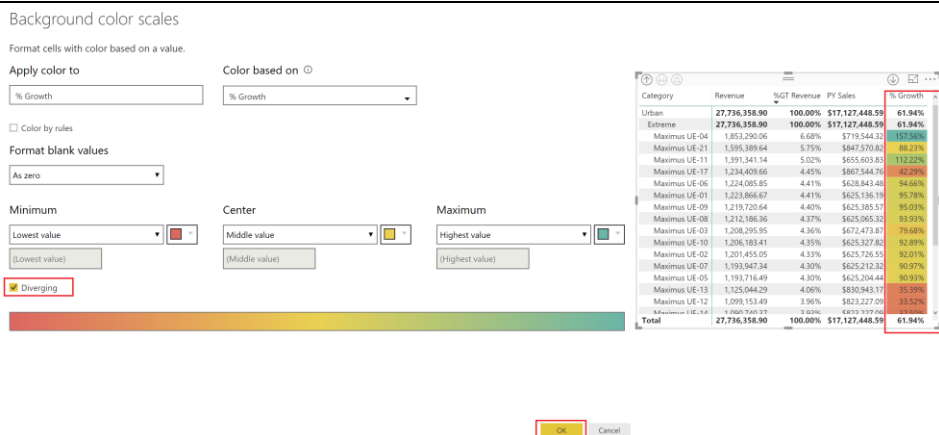 Background color scales
Format cells with color based on a value.
Apply color to
Color based on
% Growth
% Growth
Color by rules
Format blank values
As zero
Minimum
Center
Maximum
Lowest value
Middle value
Highest value
(Lowest value)
(Middle value)
(Highest value)
Diverging
Category Revenue %GT Revenue PY Sales % Growth
Urban 27,736,358.90 100.00% $17,127,448.59 61.94%
Extreme 27,736,358.90 100.00% $17,127,448.59 61.94%
Maximus UE-04 1,853,290.06 6.68% $719,544.32 157.56%
Maximus UE-21 1,595,389.64 5.75% $847,570.82 88.23%
Maximus UE-11 1,391,341.14 5.02% $655,603.83 112.22%
Maximus UE-17 1,234,409.66 4.45% $867,544.76 42.29%
Maximus UE-06 1,224,085.85 4.41% $628,843.48 94.66%
Maximus UE-01 1,223,866.67 4.41% $625,136.19 95.78%
Maximus UE-09 1,219,720.64 4.40% $625,385.57 95.03%
Maximus UE-08 1,212,186.36 4.37% $625,065.32 93.93%
Maximus UE-03 1,208,295.95 4.36% $672,473.87 79.68%
Maximus UE-10 1,206,183.41 4.35% $625,327.82 92.89%
Maximus UE-02 1,201,455.05 4.33% $625,726.55 92.01%
Maximus UE-07 1,193,947.34 4.30% $625,212.32 90.97%
Maximus UE-05 1,193,716.49 4.30% $625,204.44 90.93%
Maximus UE-13 1,125,044.29 4.06% $830,943.17 35.39%
Maximus UE-12 1,099,153.49 3.96% $823,227.09 33.52%
Maximus UE-14 1,090,740.37 3.93% $823,227.09 32.50%
Total 27,736,358.90 100.00% $17,127,448.59 61.94%
OK
Cancel